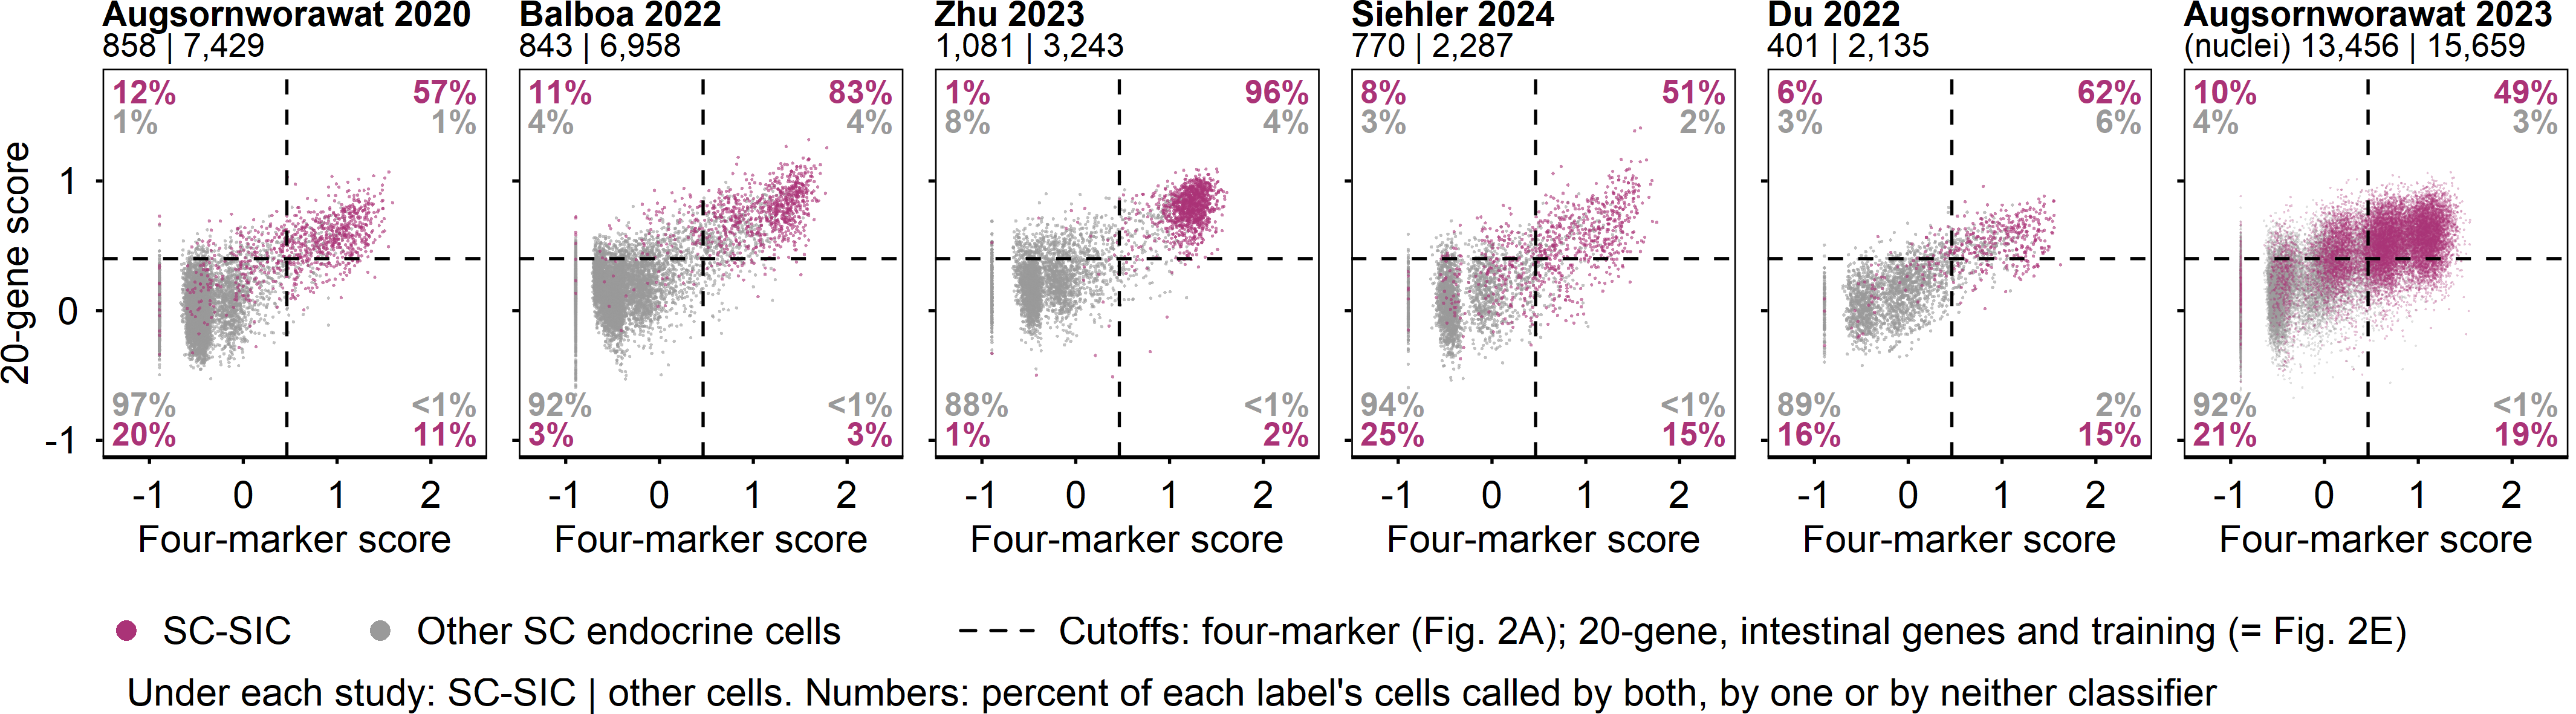 Augsornworawat 2020 Balboa 2022 Zhu 2023 Siehler 2024 Du 2022 Augsornworawat 2023
858 | 7,429 843 | 6,958 1,081 | 3,243 770 | 2,287 401 | 2,135 (nuclei) 13,456 | 15,659
12% 57% 11% 83% 1% 96% 8% 51% 6% 62% 10% 49%
1% 1% 4% 4% 8% 4% 3% 2% 3% 6% 4% 3%
20-gene score
1
0
-1
97% <1% 92% <1% 88% <1% 94% <1% 89% 2% 92% <1%
20% 11% 3% 3% 1% 2% 25% 15% 16% 15% 21% 19%
-1 0 1 2 -1 0 1 2 -1 0 1 2 -1 0 1 2 -1 0 1 2 -1 0 1 2
Four-marker score Four-marker score Four-marker score Four-marker score Four-marker score Four-marker score
SC-SIC Other SC endocrine cells Cutoffs: four-marker (Fig. 2A); 20-gene, intestinal genes and training (= Fig. 2E)
Under each study: SC-SIC | other cells. Numbers: percent of each label's cells called by both, by one or by neither classifier